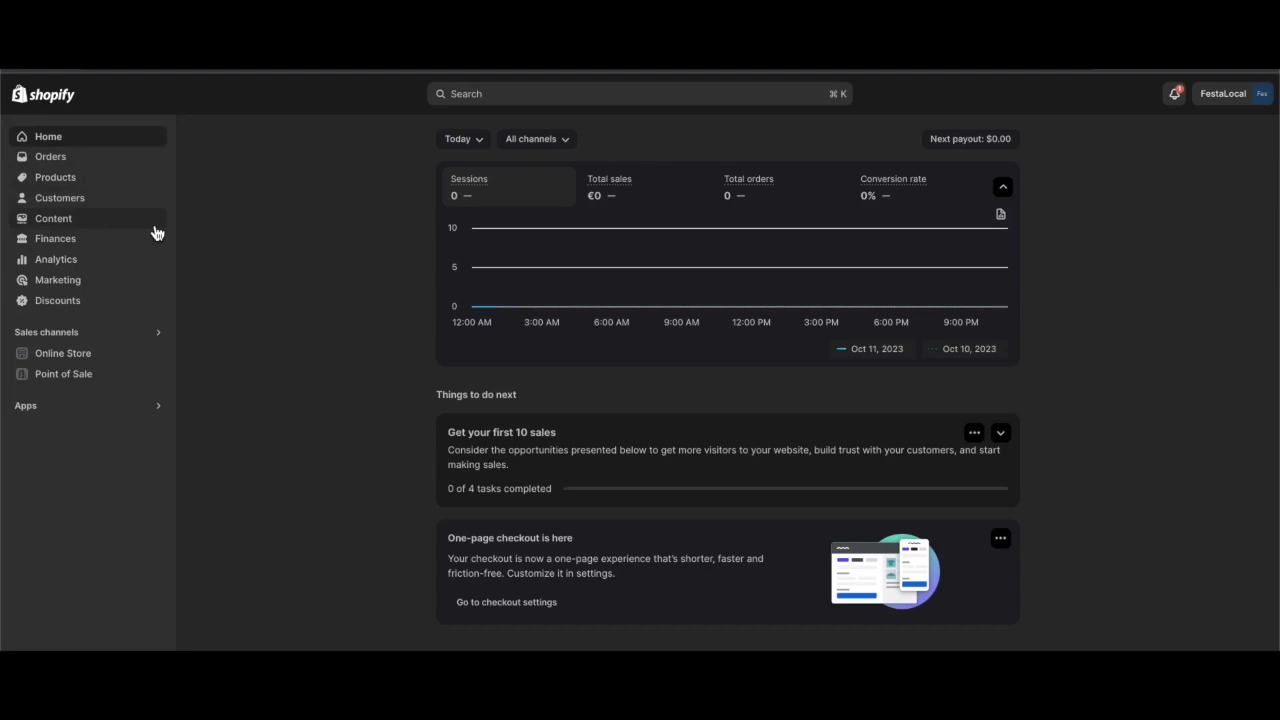 shopify
Search
⌘ K
1
FestaLocal
Fes
Home
Orders
Products
Customers
Content
Finances
Analytics
Marketing
Discounts
Sales channels
Online Store
Point of Sale
Apps
Today
All channels
Next payout: $0.00
Sessions
0 —
Total sales
€0 —
Total orders
0 —
Conversion rate
0% —
10
5
0
12:00 AM 3:00 AM 6:00 AM 9:00 AM 12:00 PM 3:00 PM 6:00 PM 9:00 PM
Oct 11, 2023 Oct 10, 2023
Things to do next
Get your first 10 sales
Consider the opportunities presented below to get more visitors to your website, build trust with your customers, and start
making sales.
0 of 4 tasks completed
One-page checkout is here
Your checkout is now a one-page experience that's shorter, faster and
friction-free. Customize it in settings.
Go to checkout settings